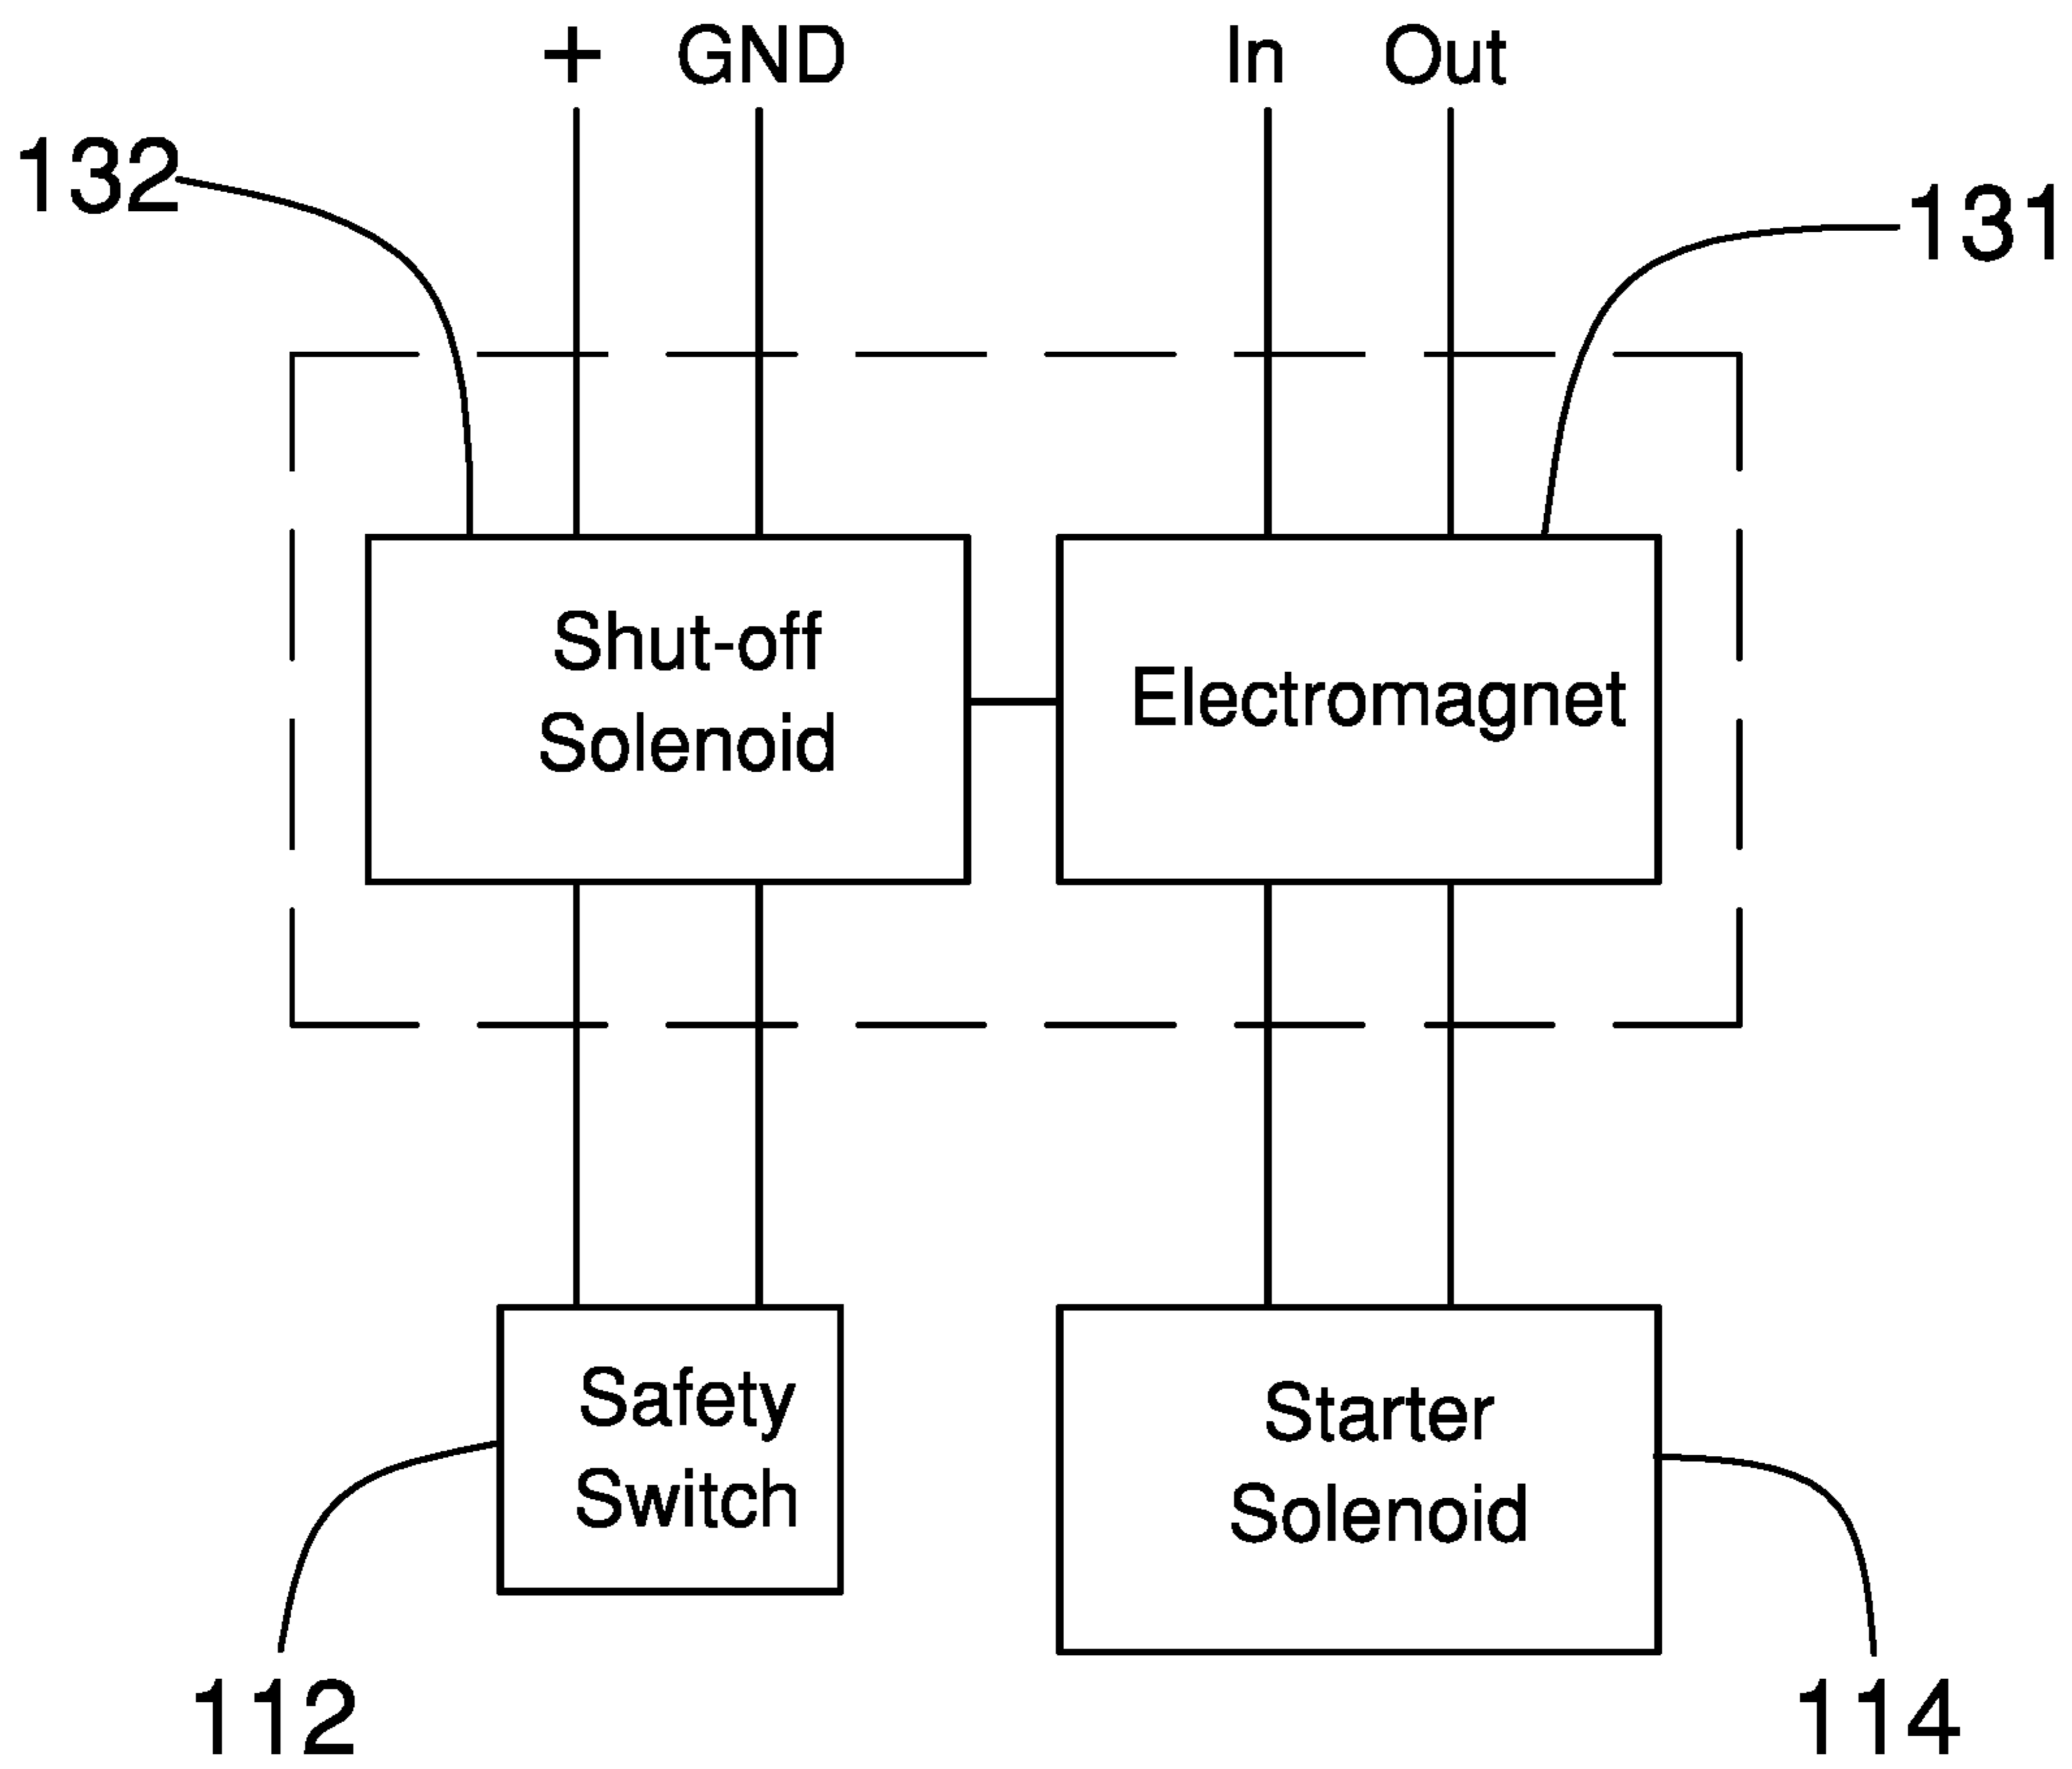 + GND In Out
132
131
Shut-off
Solenoid
Electromagnet
Safety
Switch
Starter
Solenoid
112
114